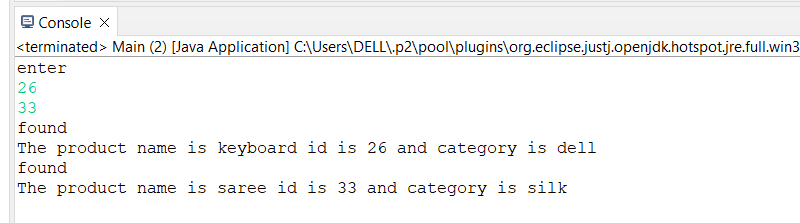 Console
<terminated> Main (2) [Java Application] C:\Users\DELL\.p2\pool\plugins\org.eclipse.justj.openjdk.hotspot.jre.full.win3
enter
26
33
found
The product name is keyboard id is 26 and category is dell
found
The product name is saree id is 33 and category is silk